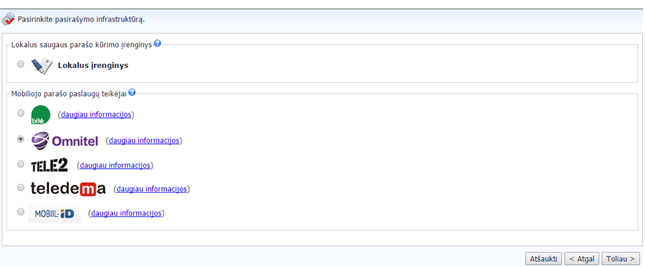 Pasirinkite pasirašymo infrastruktūrą.
Lokalus saugaus parašo kūrimo įrenginys ?
Lokalus įrenginys
Mobiliojo parašo paslaugų teikėjai ?
bitė (daugiau informacijos)
Omnitel (daugiau informacijos)
TELE2 (daugiau informacijos)
teledema (daugiau informacijos)
MOBIIL-iD (daugiau informacijos)
Atšaukti < Atgal Toliau >